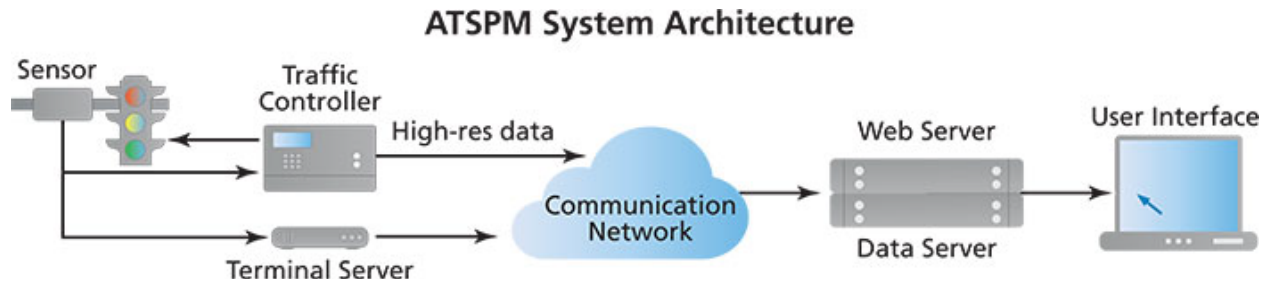 ATSPM System Architecture
Sensor
Traffic
Controller
High-res data
Terminal Server
Communication
Network
Web Server
Data Server
User Interface